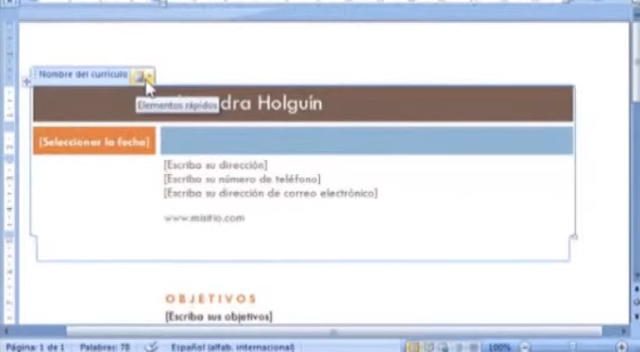 Nombre del currículo
Elementos rápidos
dra Holguín
[Seleccionar la fecha]
[Escriba su dirección]
[Escriba su número de teléfono]
[Escriba su dirección de correo electrónico]
www.misitio.com
OBJETIVOS
[Escriba sus objetivos]
Página: 1 de 1 Palabras: 78 Español (alfab. internacional) 100%